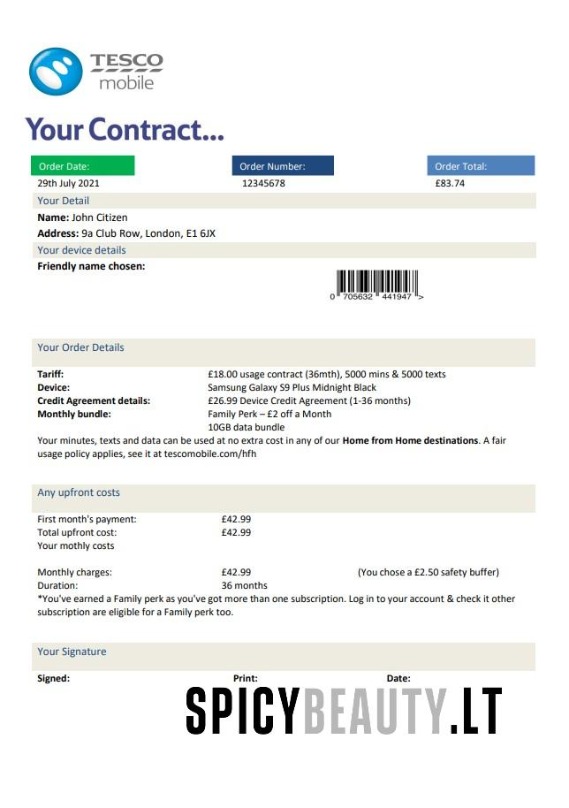 TESCO
mobile
Your Contract...
Order Date: Order Number: Order Total:
29th July 2021 12345678 £83.74
Your Detail
Name: John Citizen
Address: 9a Club Row, London, E1 6JX
Your device details
Friendly name chosen:
0 705632 441947 >
Your Order Details
Tariff: £18.00 usage contract (36mth), 5000 mins & 5000 texts
Device: Samsung Galaxy S9 Plus Midnight Black
Credit Agreement details: £26.99 Device Credit Agreement (1-36 months)
Monthly bundle: Family Perk – £2 off a Month
10GB data bundle
Your minutes, texts and data can be used at no extra cost in any of our Home from Home destinations. A fair
usage policy applies, see it at tescomobile.com/hfh
Any upfront costs
First month's payment: £42.99
Total upfront cost: £42.99
Your mothly costs
Monthly charges: £42.99 (You chose a £2.50 safety buffer)
Duration: 36 months
*You've earned a Family perk as you've got more than one subscription. Log in to your account & check it other
subscription are eligible for a Family perk too.
Your Signature
Signed: Print: Date:
SPICYBEAUTY.LT